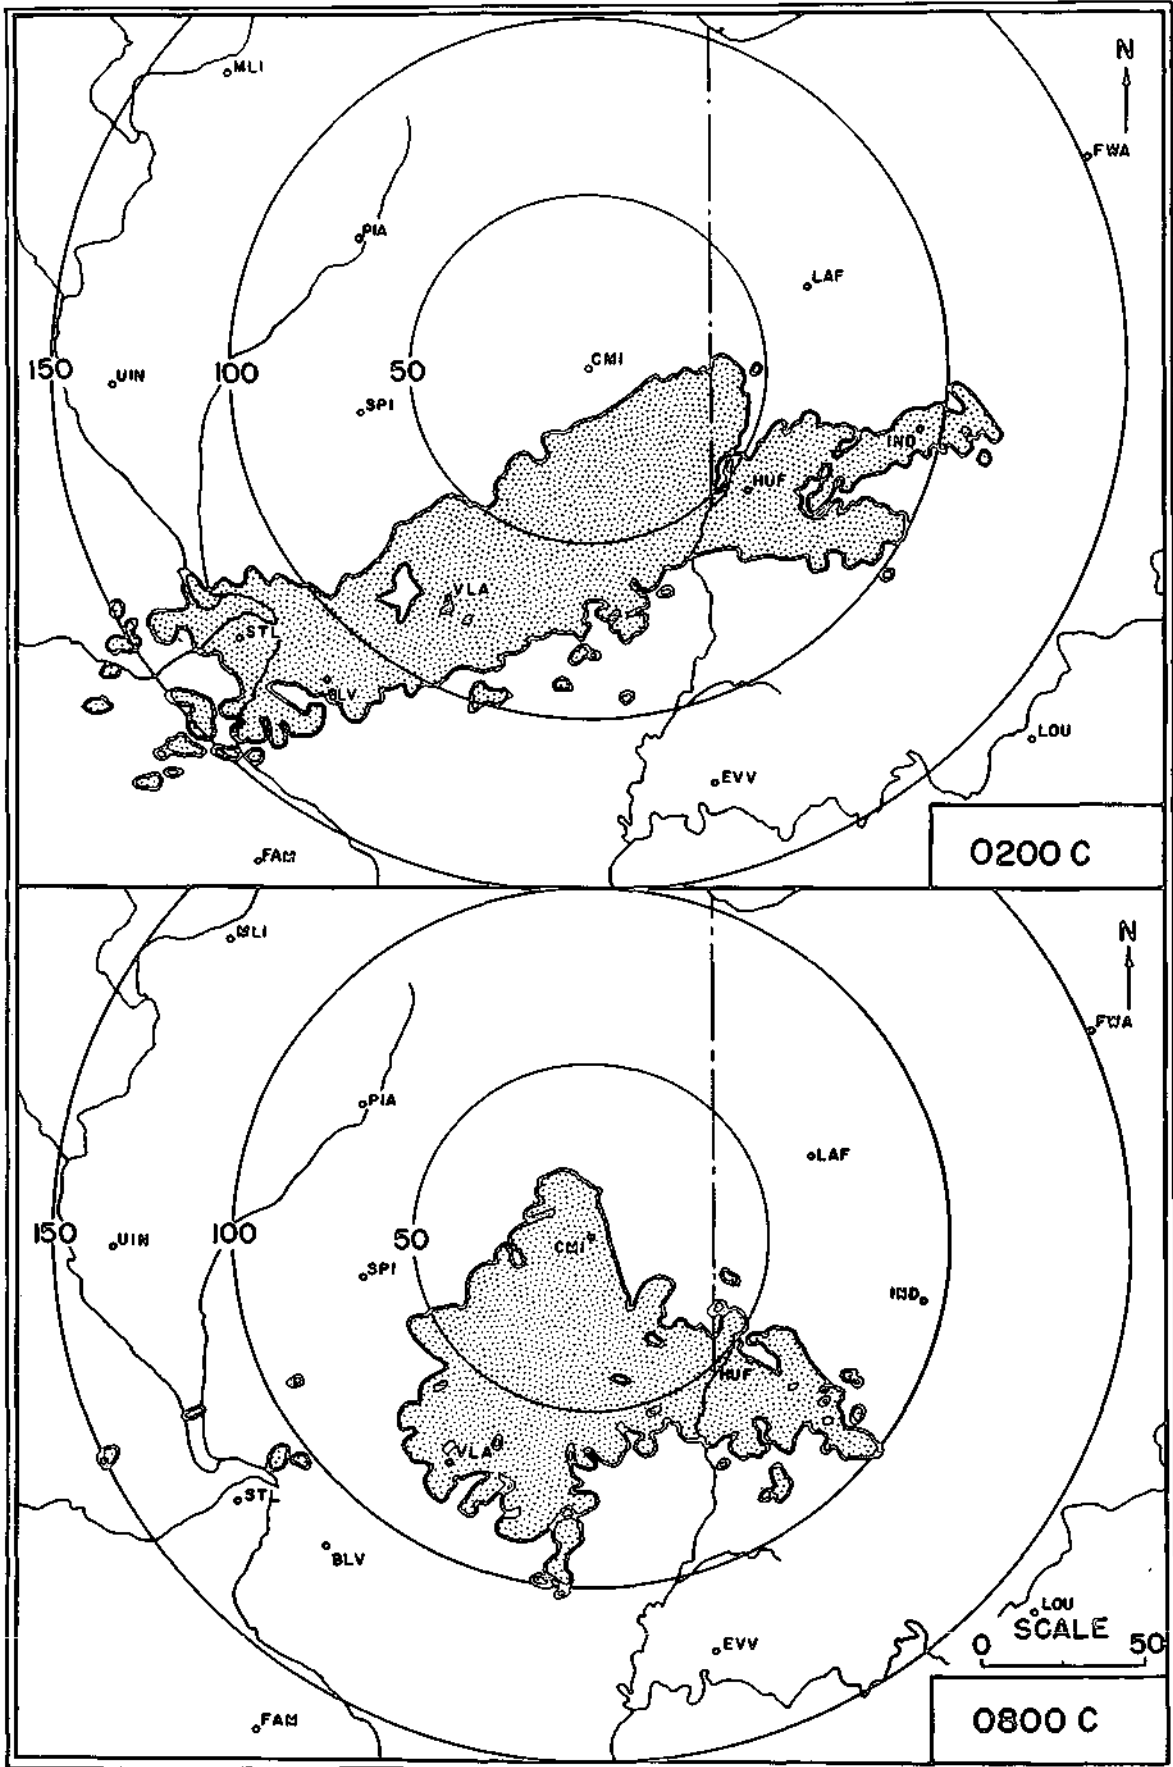 MLI
N
FWA
PIA
LAF
150
UIN
100
50
CMI
SPI
IND
HUF
VLA
STL
BLV
LOU
EVV
FAM
0200 C
MLI
N
FWA
PIA
LAF
150
UIN
100
50
CMI
SPI
IND
HUF
VLA
STL
BLV
LOU
SCALE
0 50
EVV
FAM
0800 C